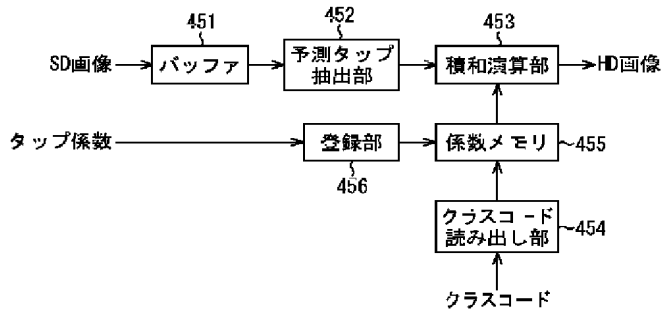 451
452
453
SD画像
バッファ
予測タップ
抽出部
積和演算部
HD画像
タップ係数
登録部
係数メモリ
455
456
クラスコード
読み出し部
454
クラスコード